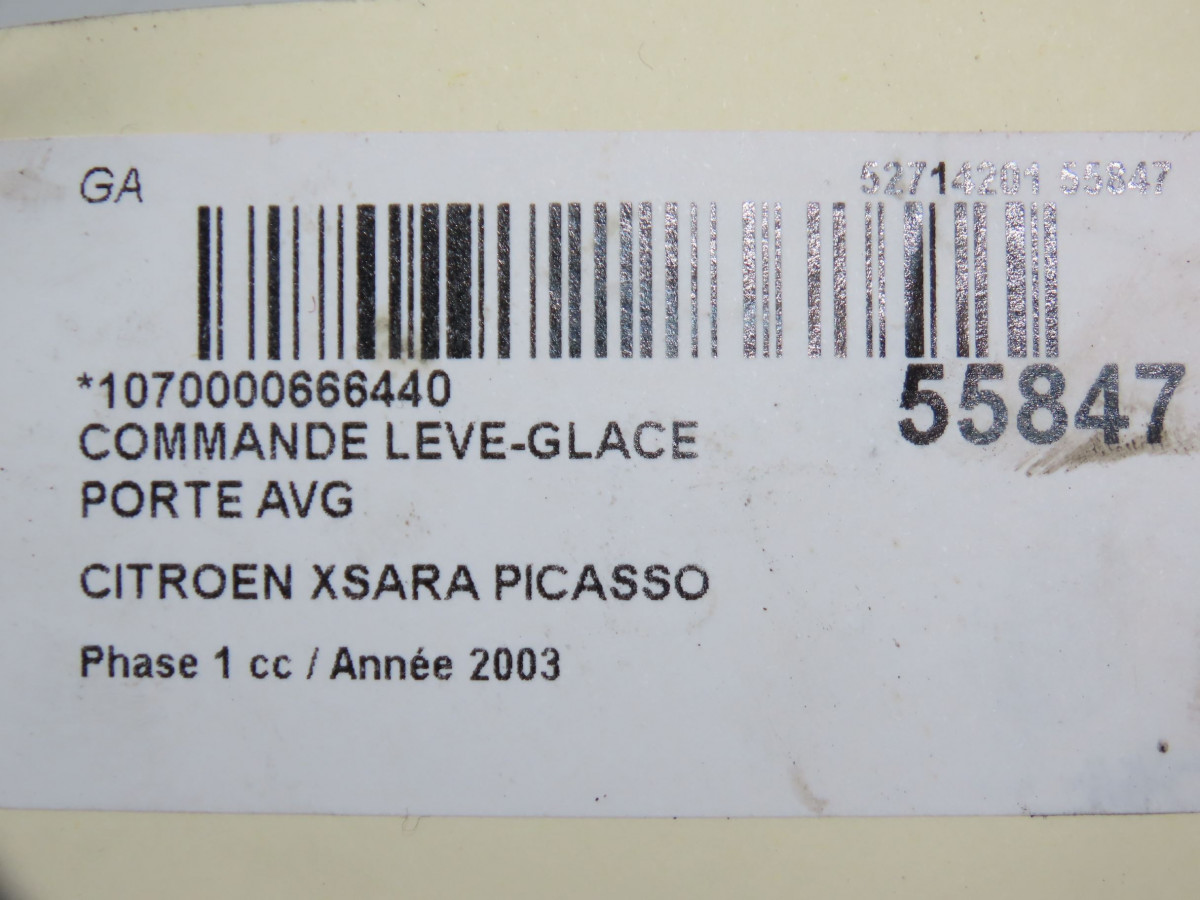 GA
52714201 55847
*1070000666440
55847
COMMANDE LEVE-GLACE
PORTE AVG
CITROEN XSARA PICASSO
Phase 1 cc / Année 2003